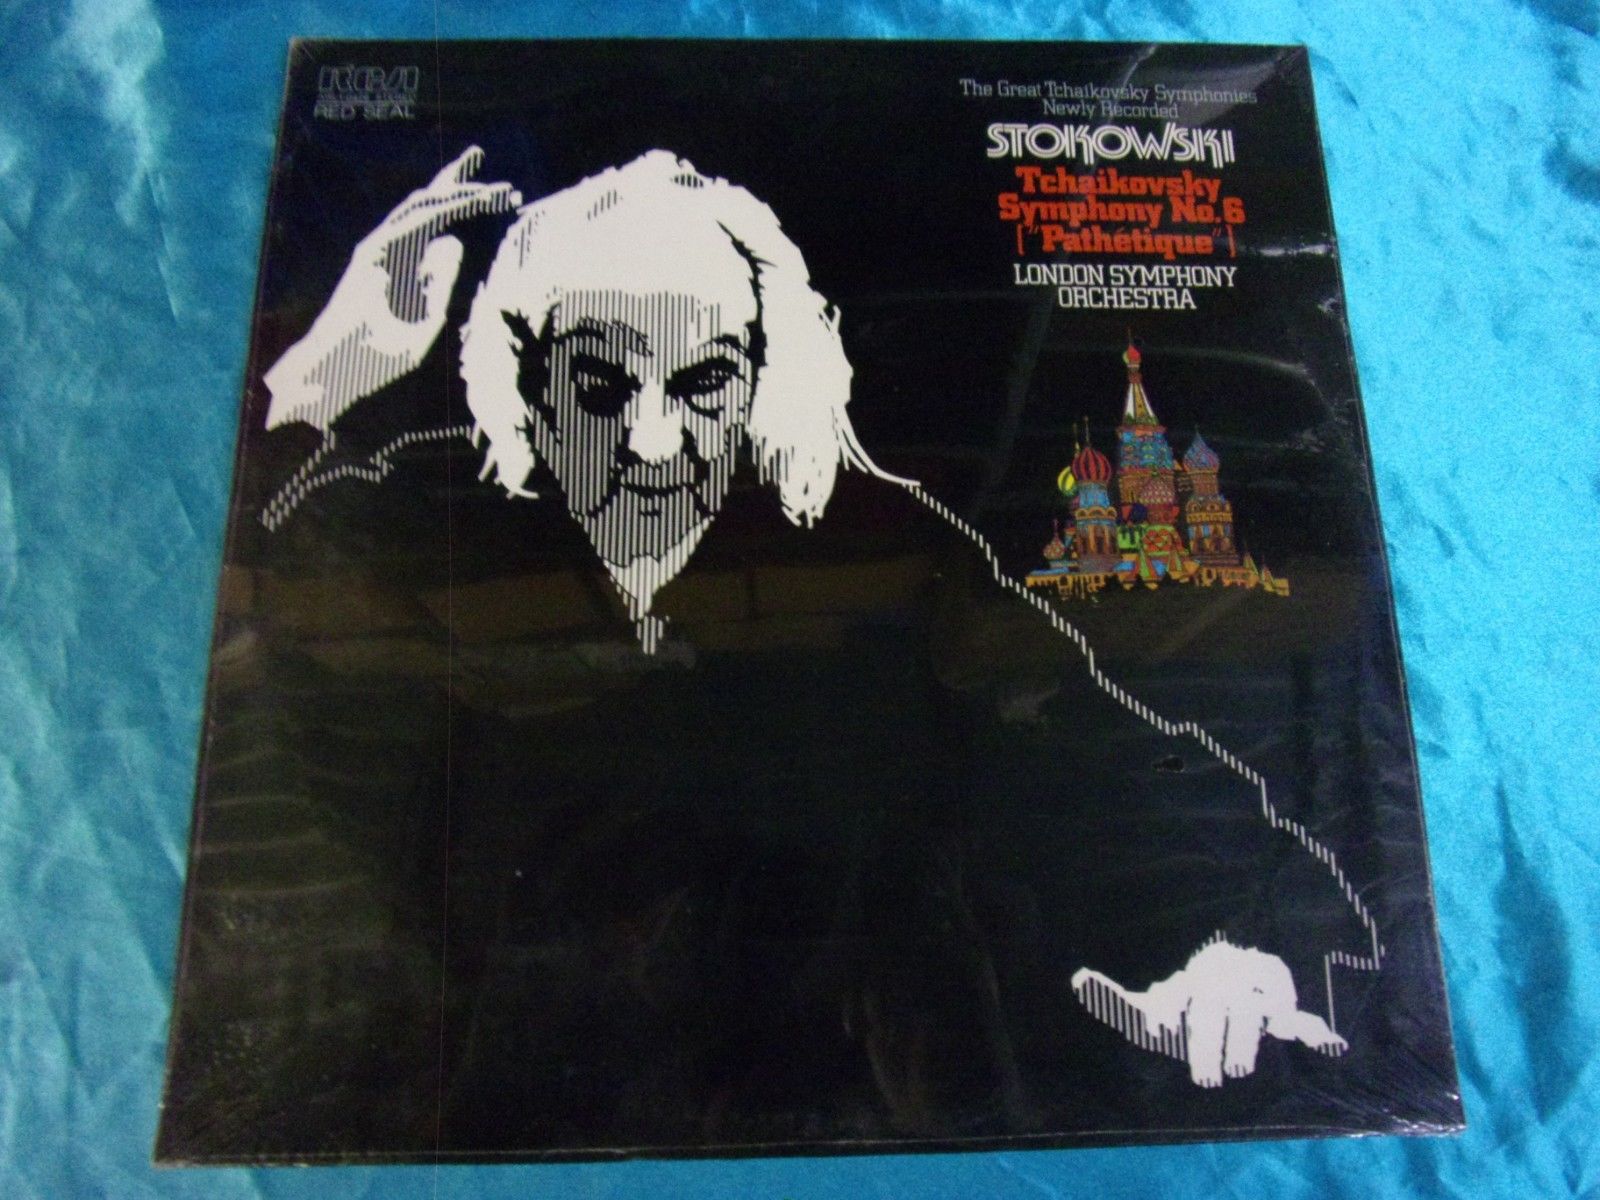 RCA
RED SEAL
The Great Tchaikovsky Symphonies
Newly Recorded
STOKOWSKI
Tchaikovsky
Symphony No.6
["Pathétique"]
LONDON SYMPHONY
ORCHESTRA